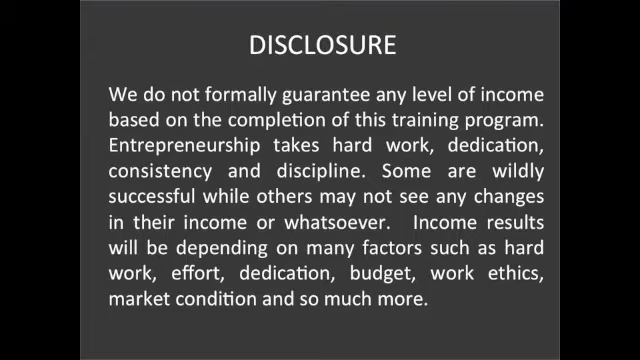 DISCLOSURE
We do not formally guarantee any level of income
based on the completion of this training program.
Entrepreneurship takes hard work, dedication,
consistency and discipline. Some are wildly
successful while others may not see any changes
in their income or whatsoever. Income results
will be depending on many factors such as hard
work, effort, dedication, budget, work ethics,
market condition and so much more.